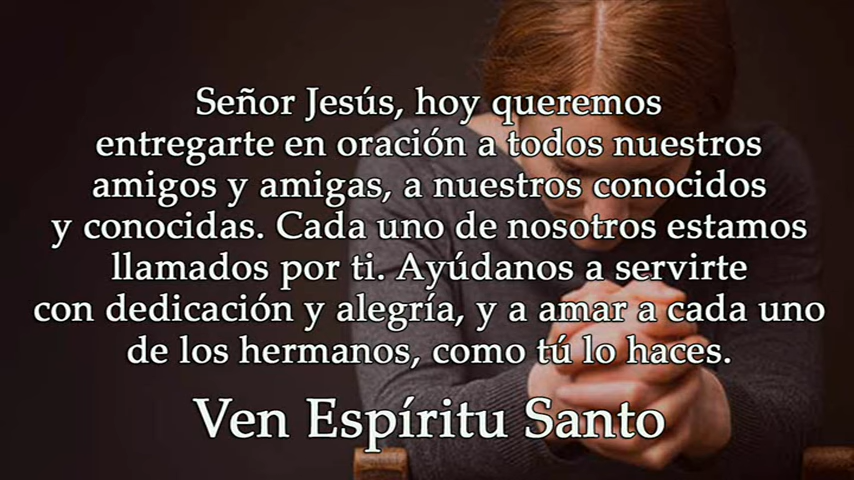 Señor Jesús, hoy queremos
entregarte en oración a todos nuestros
amigos y amigas, a nuestros conocidos
y conocidas. Cada uno de nosotros estamos
llamados por ti. Ayúdanos a servirte
con dedicación y alegría, y a amar a cada uno
de los hermanos, como tú lo haces.
Ven Espíritu Santo